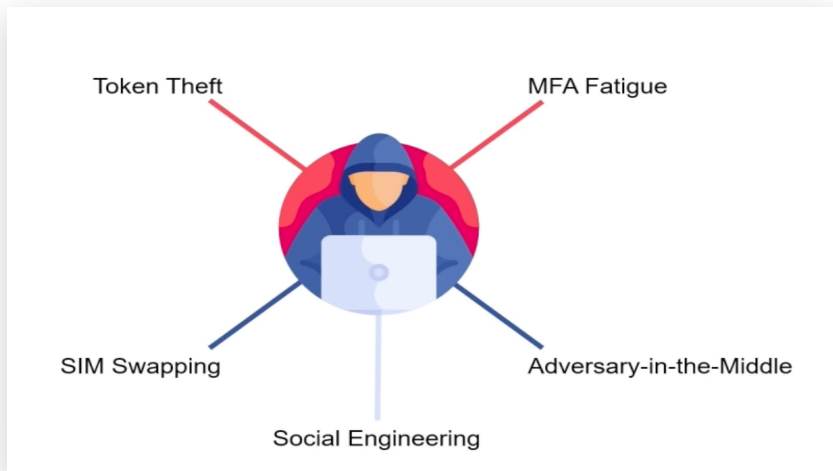 Token Theft
MFA Fatigue
SIM Swapping
Adversary-in-the-Middle
Social Engineering